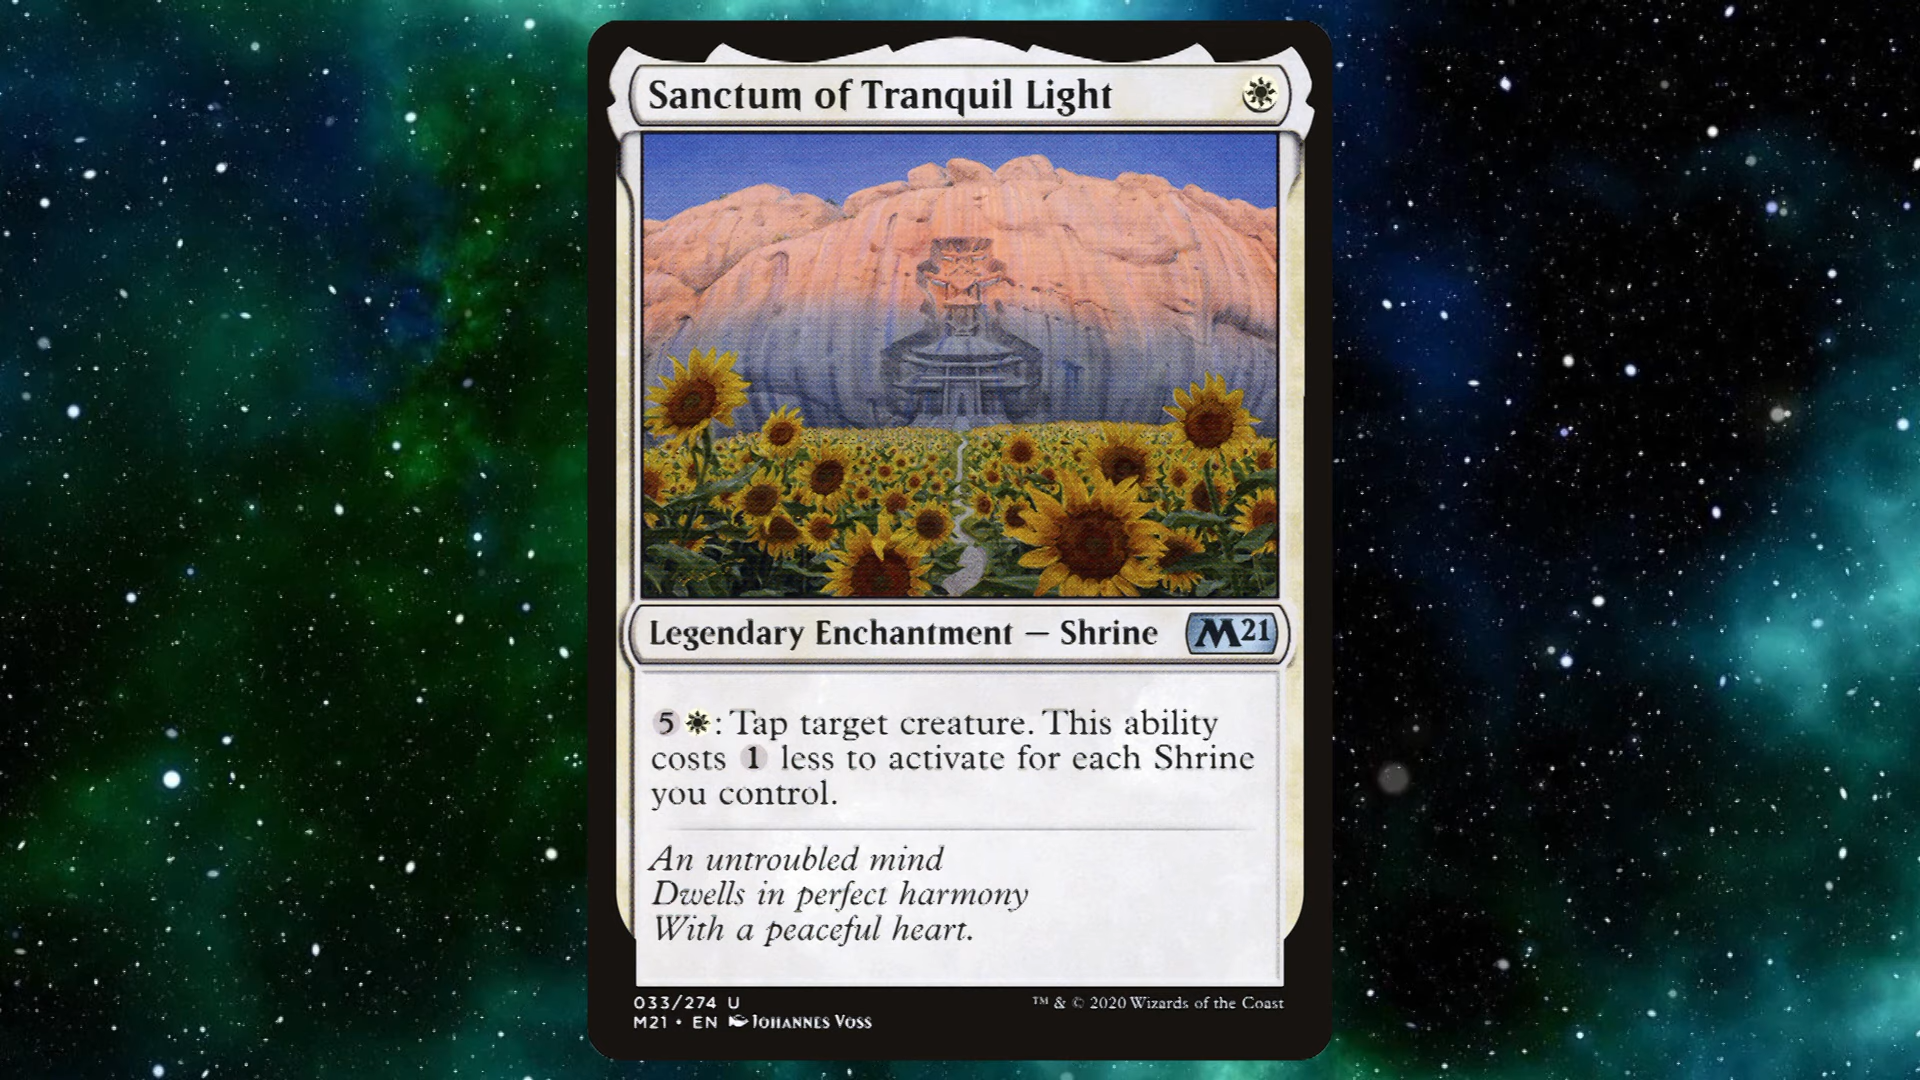 Sanctum of Tranquil Light
Legendary Enchantment — Shrine M21
5 : Tap target creature. This ability
costs 1 less to activate for each Shrine
you control.
An untroubled mind
Dwells in perfect harmony
With a peaceful heart.
033/274 U ™ & © 2020 Wizards of the Coast
M21 • EN Johannes Voss